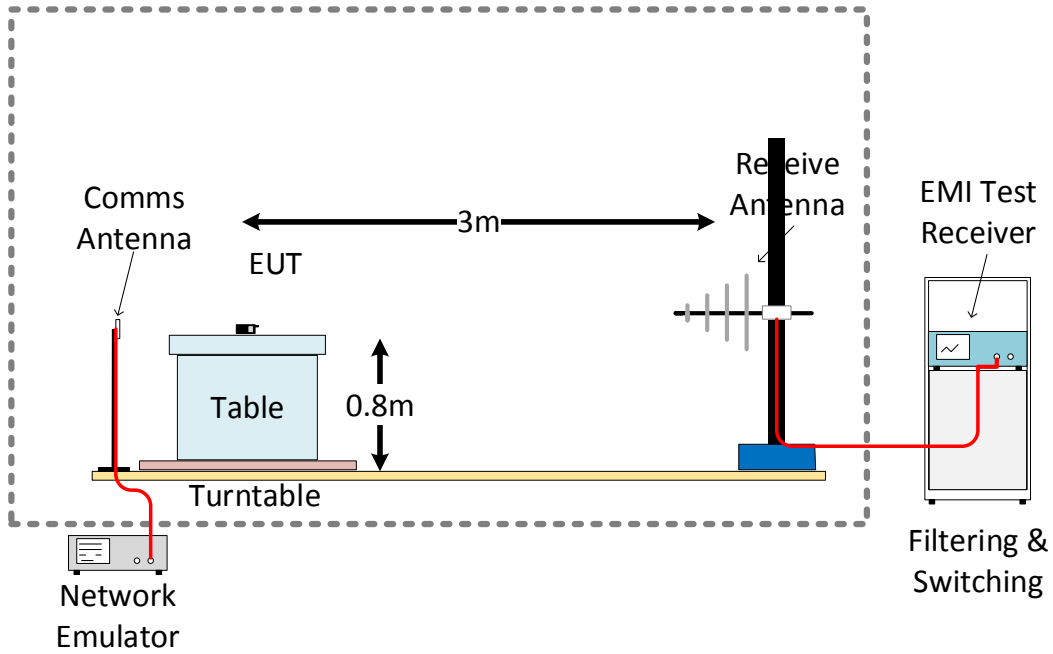 Comms
Antenna
EUT
3m
Receive
Antenna
EMI Test
Receiver
Table
0.8m
Turntable
Network
Emulator
Filtering &
Switching